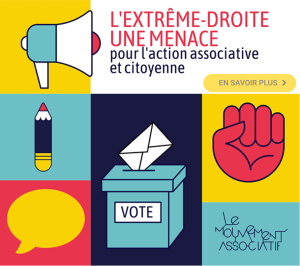 L'EXTRÊME-DROITE
UNE MENACE
pour l'action associative
et citoyenne
EN SAVOIR PLUS >
VOTE
Le
MOUVEMENT
ASSOCIATIF